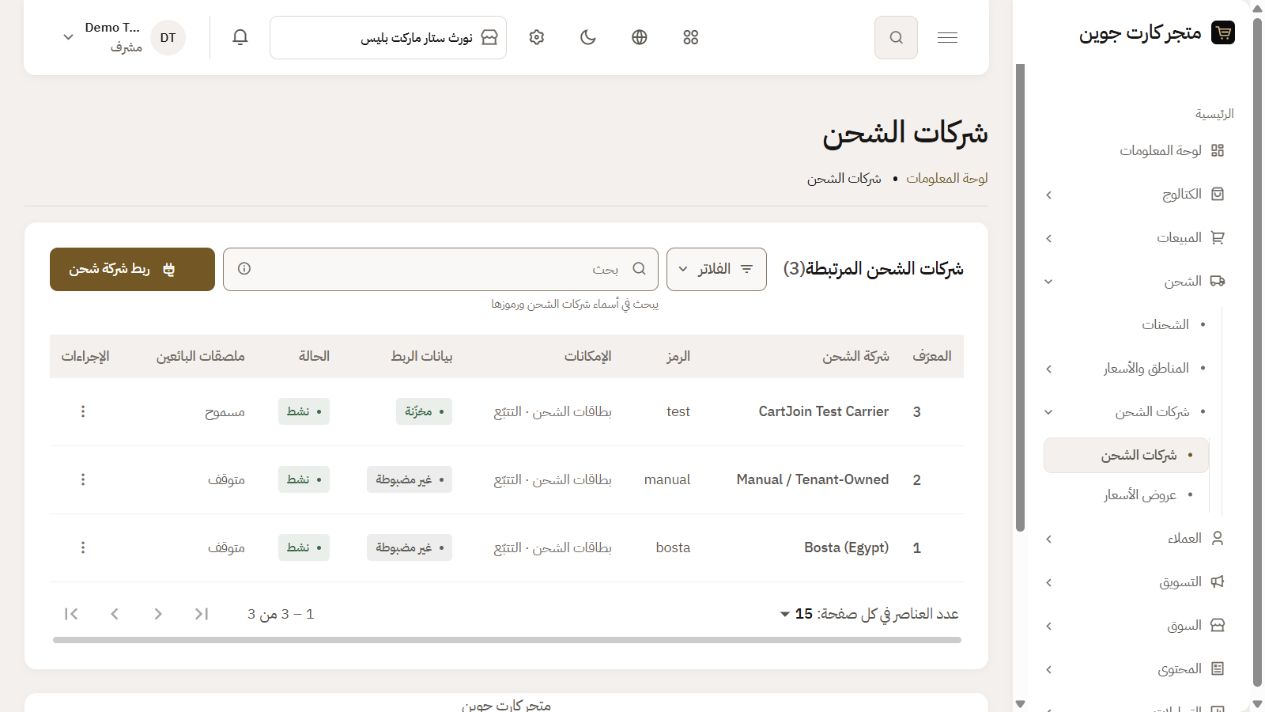 متجر كارت جوين
نورث ستار ماركت بليس
Demo T...
مشرف
DT
الرئيسية
لوحة المعلومات
الكتالوج
المبيعات
الشحن
الشحنات
المناطق والأسعار
شركات الشحن
شركات الشحن
عروض الأسعار
العملاء
التسويق
السوق
المحتوى
شركات الشحن
لوحة المعلومات • شركات الشحن
شركات الشحن المرتبطة(3)
الفلاتر
بحث
ربط شركة شحن
يبحث في أسماء شركات الشحن ورموزها
المعرّف شركة الشحن الرمز الإمكانات بيانات الربط الحالة ملصقات البائعين الإجراءات
3 CartJoin Test Carrier test بطاقات الشحن · التتبّع • مخزّنة • نشط مسموح
2 Manual / Tenant-Owned manual بطاقات الشحن · التتبّع • غير مضبوطة • نشط متوقف
1 Bosta (Egypt) bosta بطاقات الشحن · التتبّع • غير مضبوطة • نشط متوقف
عدد العناصر في كل صفحة: 15
1 – 3 من 3
متجر كارت جوين